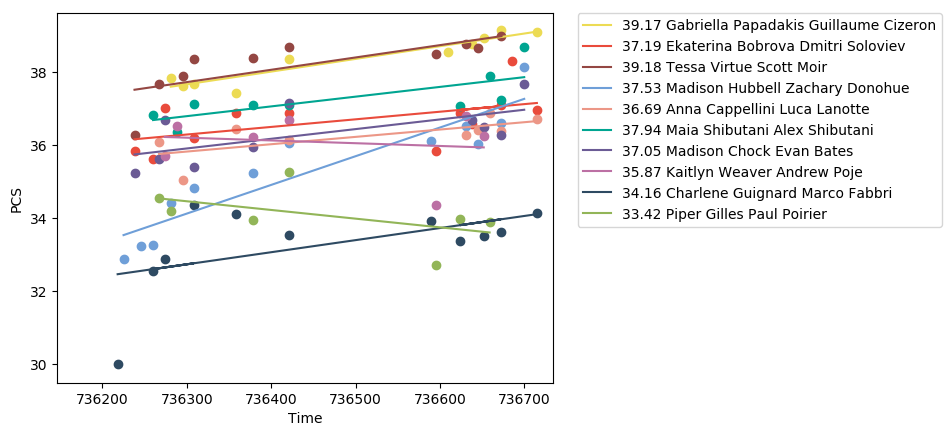 39.17 Gabriella Papadakis Guillaume Cizeron
37.19 Ekaterina Bobrova Dmitri Soloviev
39.18 Tessa Virtue Scott Moir
37.53 Madison Hubbell Zachary Donohue
36.69 Anna Cappellini Luca Lanotte
37.94 Maia Shibutani Alex Shibutani
37.05 Madison Chock Evan Bates
35.87 Kaitlyn Weaver Andrew Poje
34.16 Charlene Guignard Marco Fabbri
33.42 Piper Gilles Paul Poirier
PCS
38
36
34
32
30
736200 736300 736400 736500 736600 736700
Time